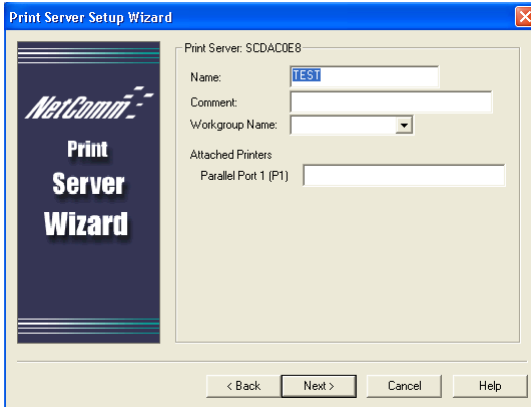 Print Server Setup Wizard
NetComm
Print
Server
Wizard
Print Server: SCDAC0E8
Name: TEST
Comment:
Workgroup Name:
Attached Printers
Parallel Port 1 (P1)
< Back Next > Cancel Help